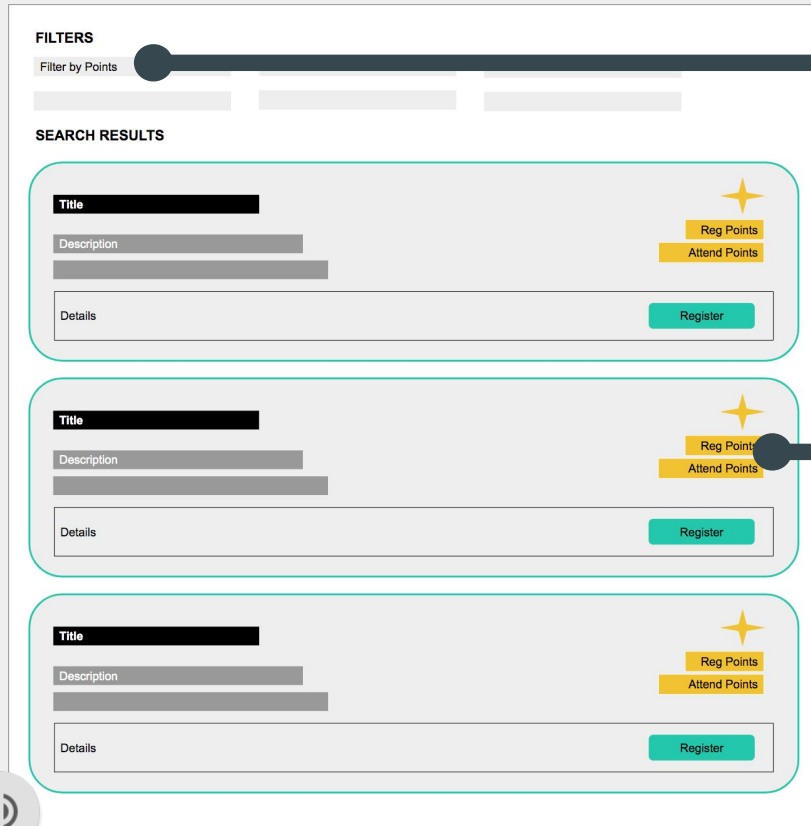 FILTERS
Filter by Points
SEARCH RESULTS
Title
Reg Points
Description
Attend Points
Details
Register
Title
Reg Points
Description
Attend Points
Details
Register
Title
Reg Points
Description
Attend Points
Details
Register